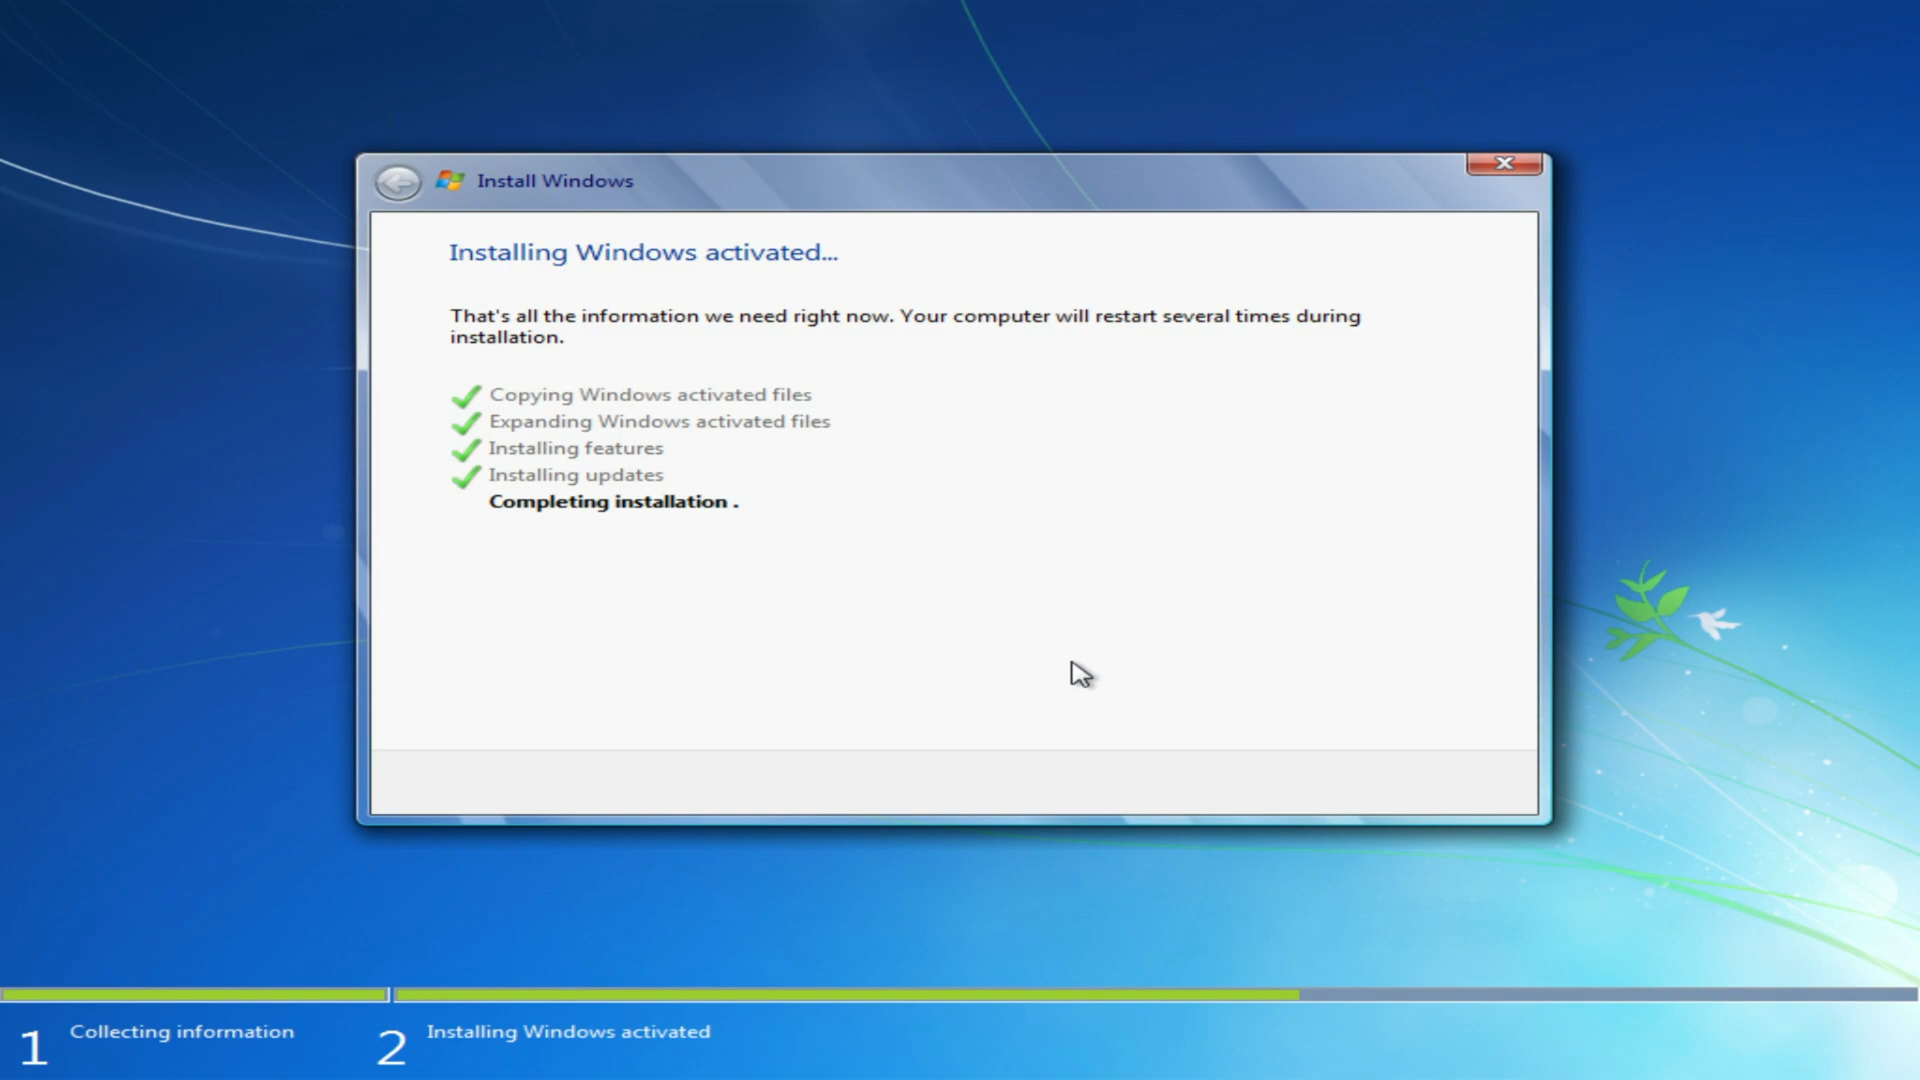 Install Windows
Installing Windows activated...
That's all the information we need right now. Your computer will restart several times during
installation.
Copying Windows activated files
Expanding Windows activated files
Installing features
Installing updates
Completing installation .
1 Collecting information
2 Installing Windows activated